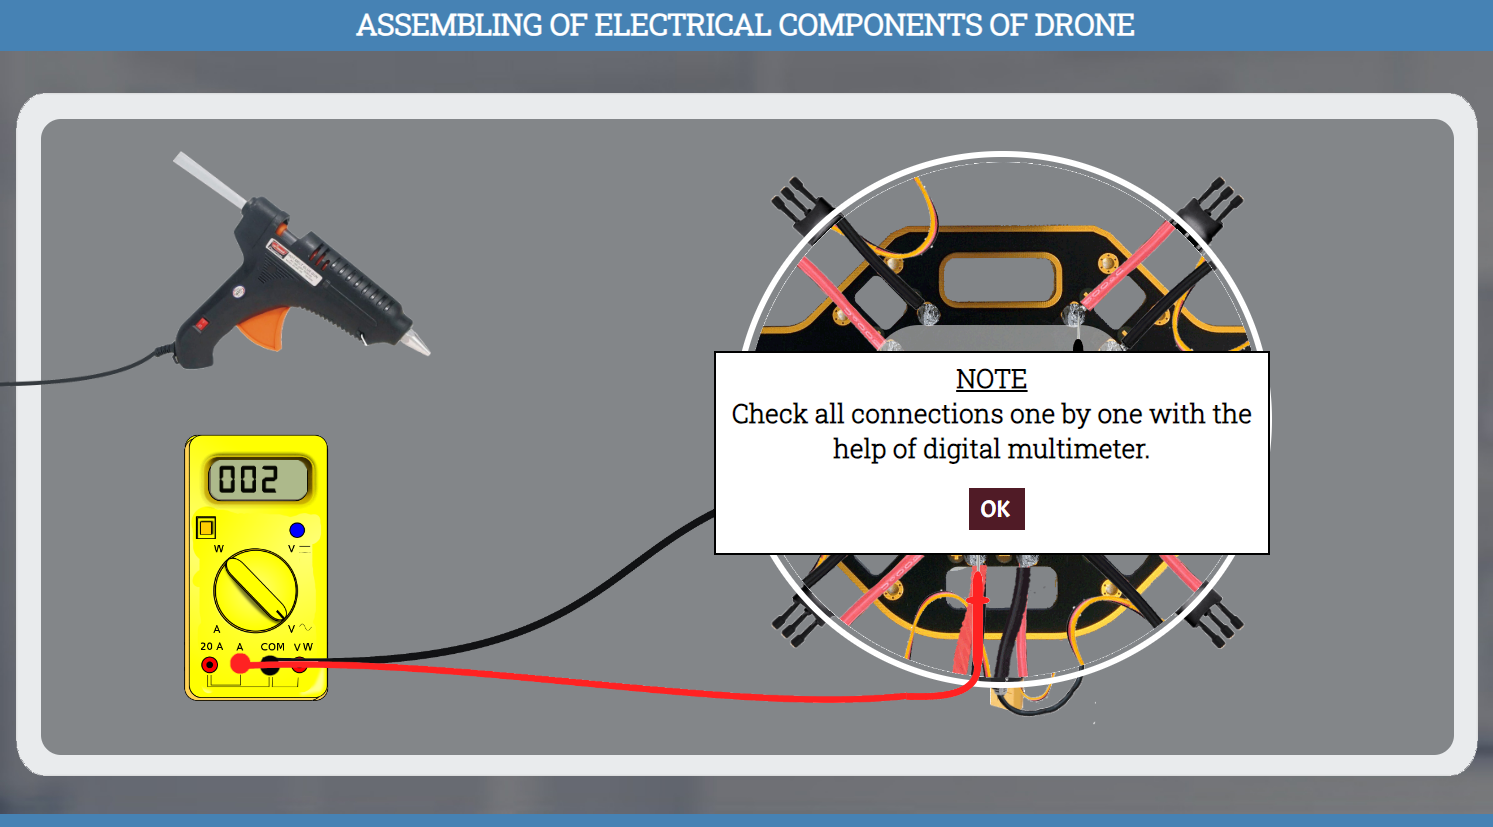 ASSEMBLING OF ELECTRICAL COMPONENTS OF DRONE
NOTE
Check all connections one by one with the
help of digital multimeter.
OK
002
W V
A V
20 A A COM VW